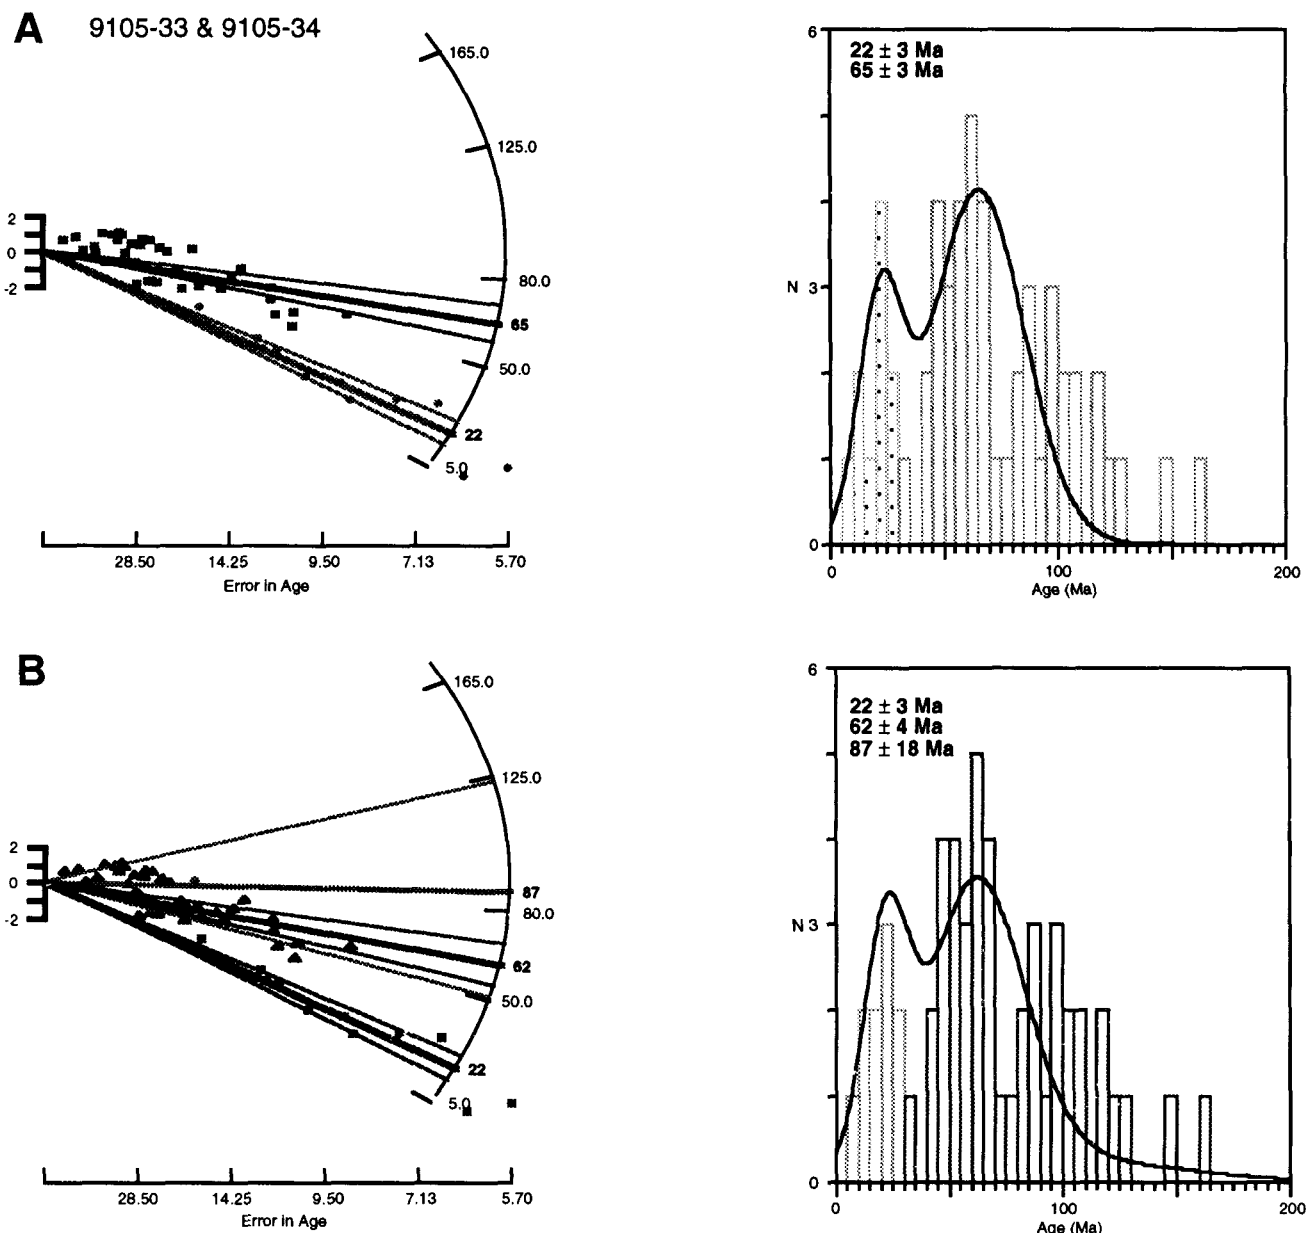 A
9105-33 & 9105-34
165.0
125.0
80.0
65
50.0
22
5.0
2
0
-2
28.50 14.25 9.50 7.13 5.70
Error in Age
22 ± 3 Ma
65 ± 3 Ma
6
N 3
0
0 100 200
Age (Ma)
B
165.0
125.0
87
80.0
62
50.0
22
5.0
2
0
-2
28.50 14.25 9.50 7.13 5.70
Error in Age
22 ± 3 Ma
62 ± 4 Ma
87 ± 18 Ma
6
N 3
0
0 100 200
Age (Ma)